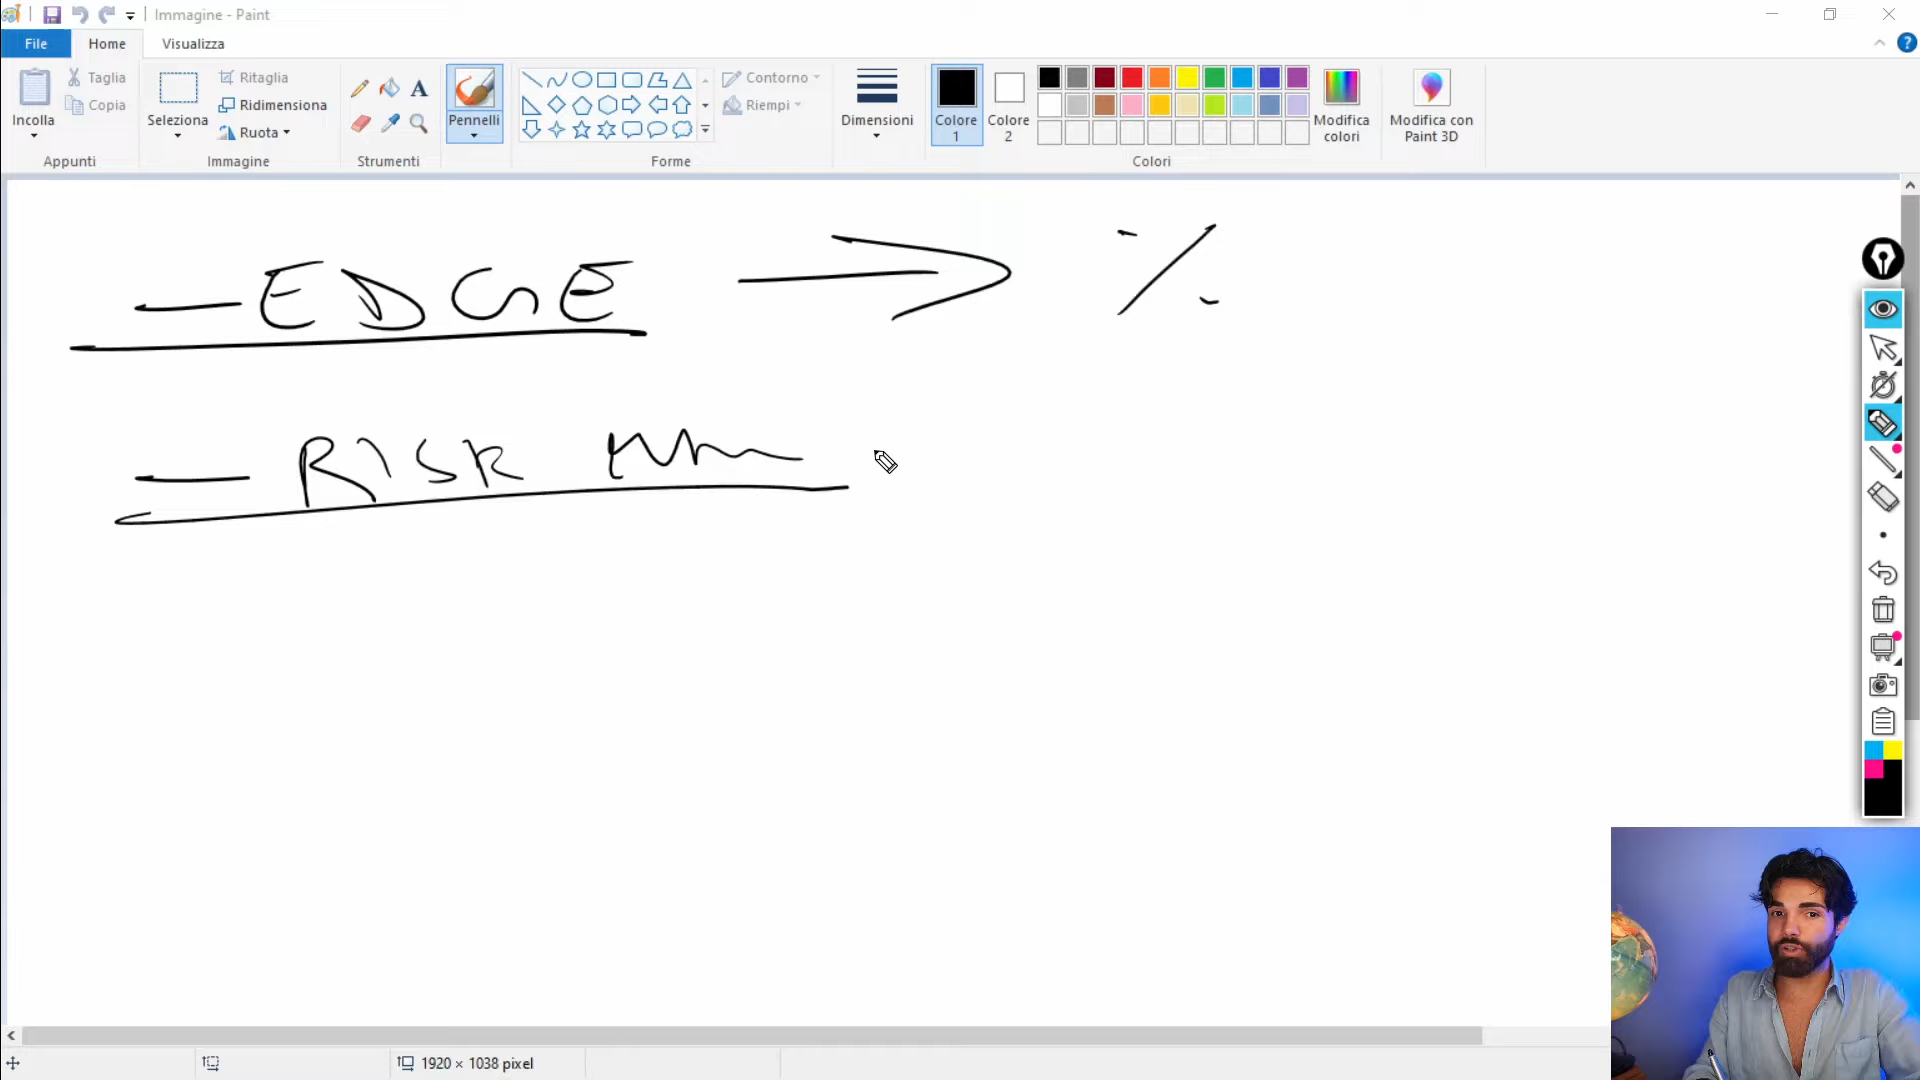 Immagine - Paint
File Home Visualizza
Incolla
Taglia
Copia
Appunti
Seleziona
Ritaglia
Ridimensiona
Ruota
Immagine
A
Strumenti
Pennelli
Forme
Contorno
Riempi
Dimensioni
Colore 1
Colore 2
Colori
Modifica colori
Modifica con Paint 3D
?
— EDGE → %
— RISK
1920 × 1038 pixel